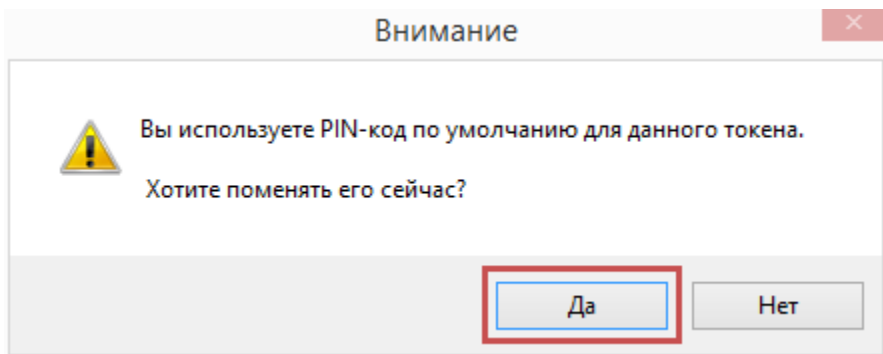 Внимание
Вы используете PIN-код по умолчанию для данного токена.
Хотите поменять его сейчас?
Да
Нет